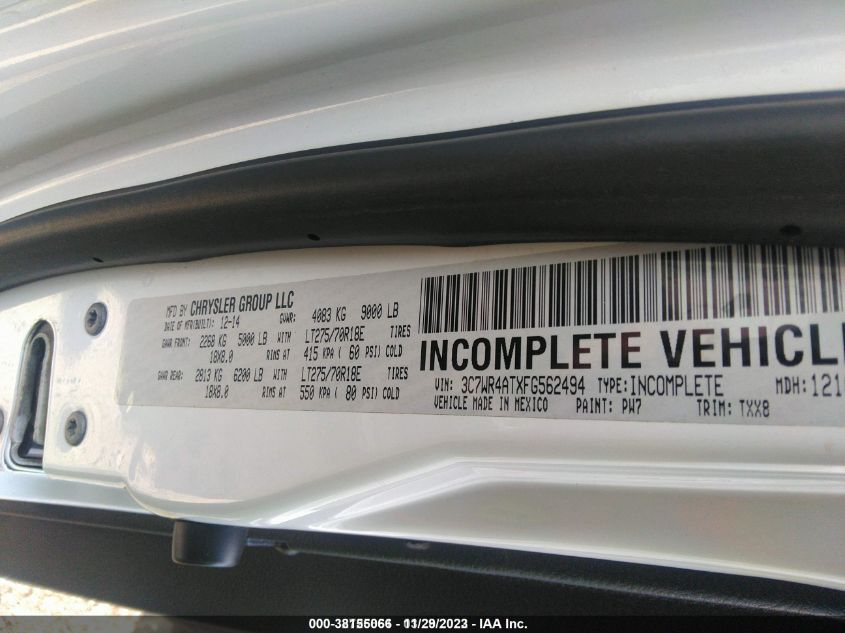 MFD BY CHRYSLER GROUP LLC
DATE OF MFR(BUILT): 12-14 GVWR: 4083 KG 9000 LB
GAWR FRONT: 2268 KG 5000 LB WITH LT275/70R18E TIRES
18X8.0 RIMS AT 415 KPA ( 60 PSI) COLD
GAWR REAR: 2813 KG 6200 LB WITH LT275/70R18E TIRES
18X8.0 RIMS AT 550 KPA ( 80 PSI) COLD
INCOMPLETE VEHICL
VIN: 3C7WR4ATXFG562494 TYPE: INCOMPLETE MDH: 121
VEHICLE MADE IN MEXICO PAINT: PW7 TRIM: TXX8
11/29/2023 - IAA Inc.